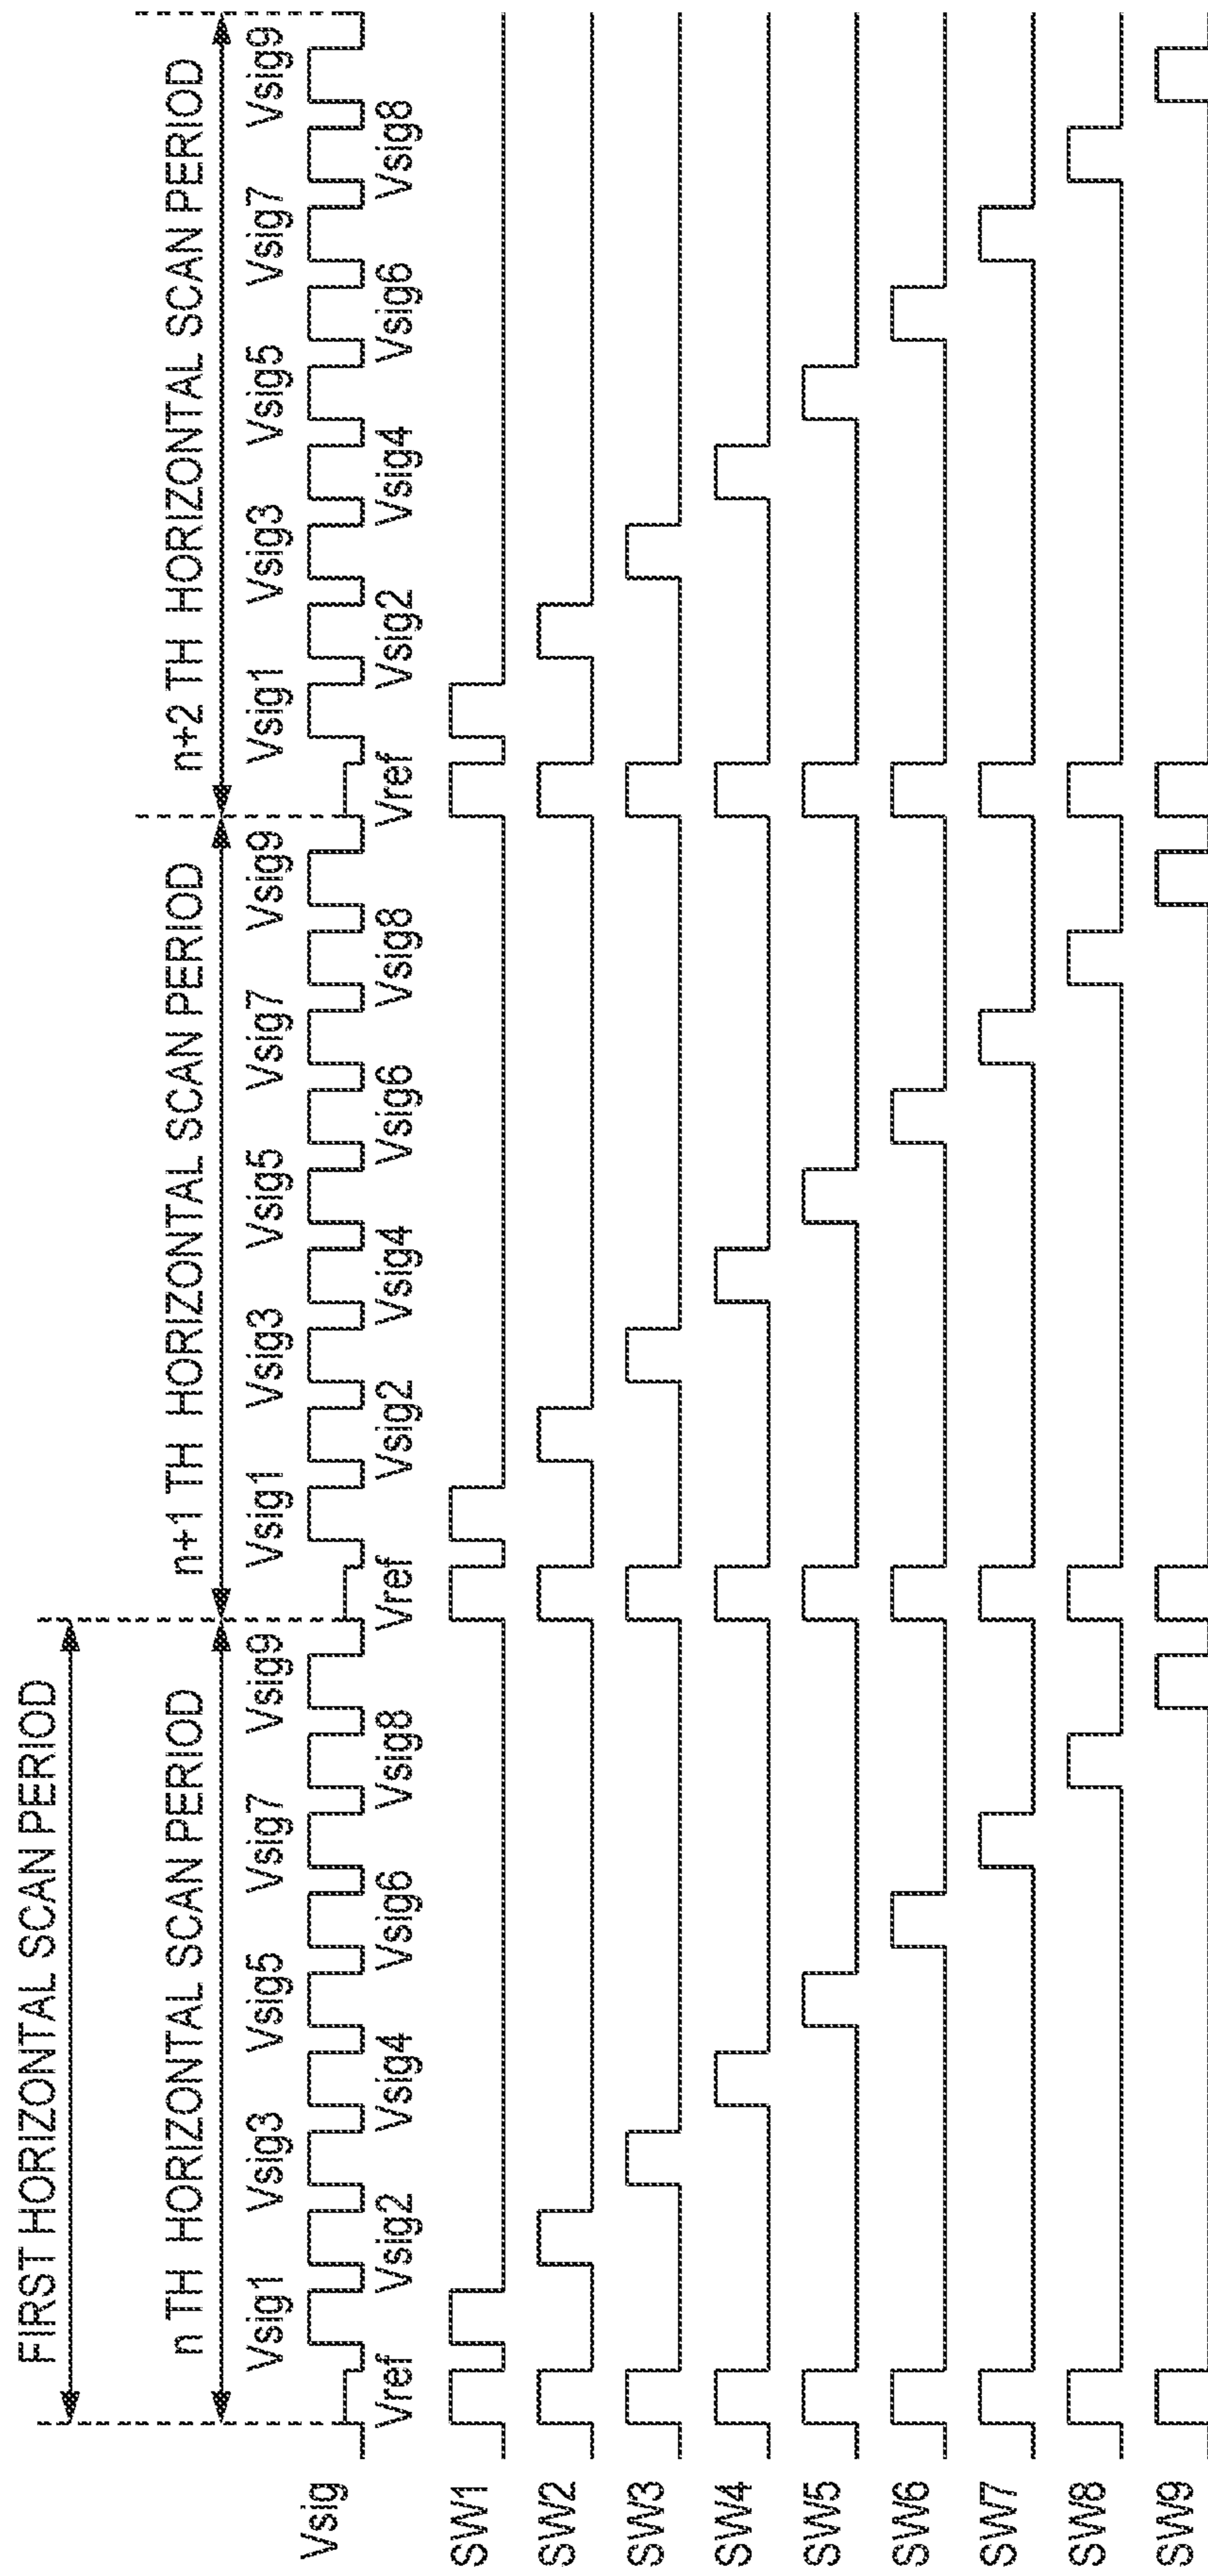 FIRST HORIZONTAL SCAN PERIOD
n TH HORIZONTAL SCAN PERIOD
n+1 TH HORIZONTAL SCAN PERIOD
n+2 TH HORIZONTAL SCAN PERIOD
Vsig1 Vsig3 Vsig5 Vsig7 Vsig9 Vsig1 Vsig3 Vsig5 Vsig7 Vsig9 Vsig1 Vsig3 Vsig5 Vsig7 Vsig9
Vsig
Vref Vsig2 Vsig4 Vsig6 Vsig8 Vref Vsig2 Vsig4 Vsig6 Vsig8 Vref Vsig2 Vsig4 Vsig6 Vsig8
SW1
SW2
SW3
SW4
SW5
SW6
SW7
SW8
SW9